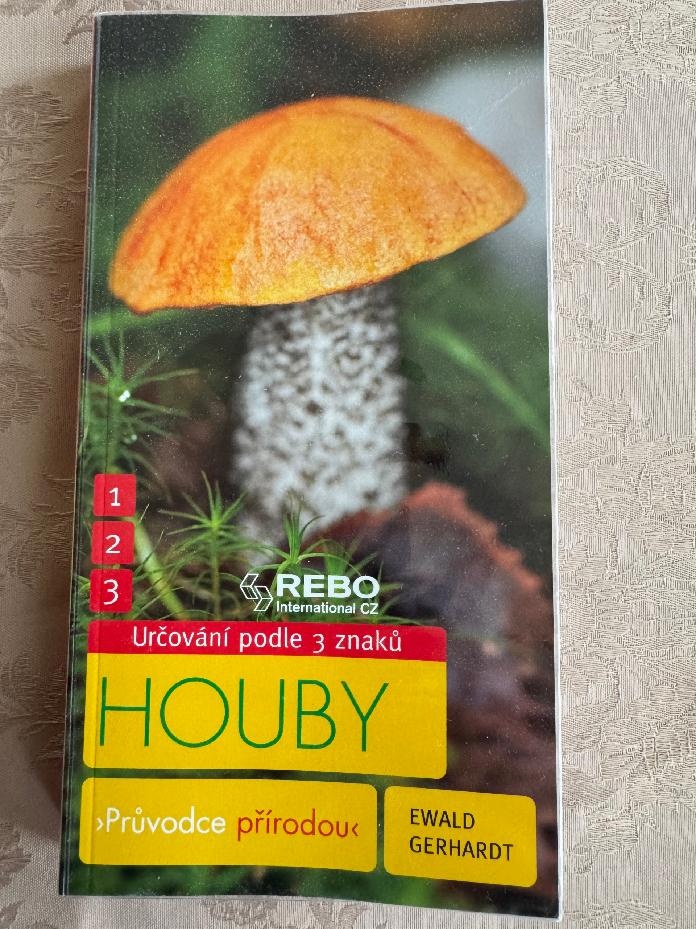 1
2
3
REBO
International CZ
Určování podle 3 znaků
HOUBY
›Průvodce přírodou‹
EWALD
GERHARDT